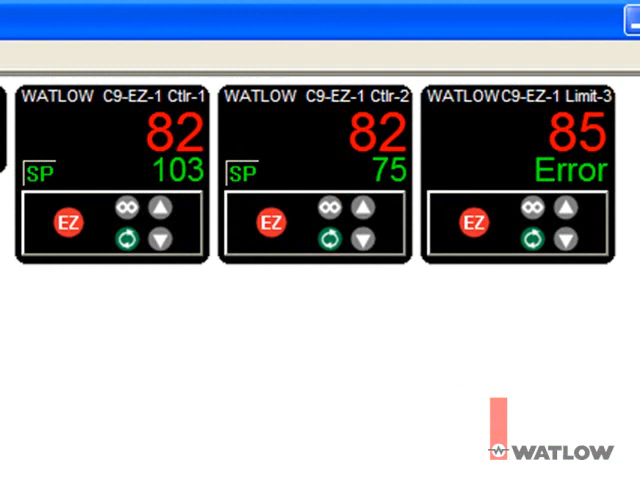 WATLOW C9-EZ-1 Ctlr-1
82
SP 103
EZ
WATLOW C9-EZ-1 Ctlr-2
82
SP 75
EZ
WATLOW C9-EZ-1 Limit-3
85
Error
EZ
WATLOW